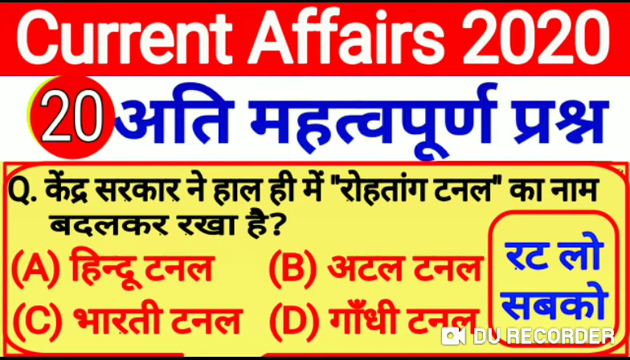 Current Affairs 2020
20 अति महत्वपूर्ण प्रश्न
Q. केंद्र सरकार ने हाल ही में "रोहतांग टनल" का नाम
बदलकर रखा है?
(A) हिन्दू टनल (B) अटल टनल
(C) भारती टनल (D) गाँधी टनल
रट लो
सबको
DU RECORDER